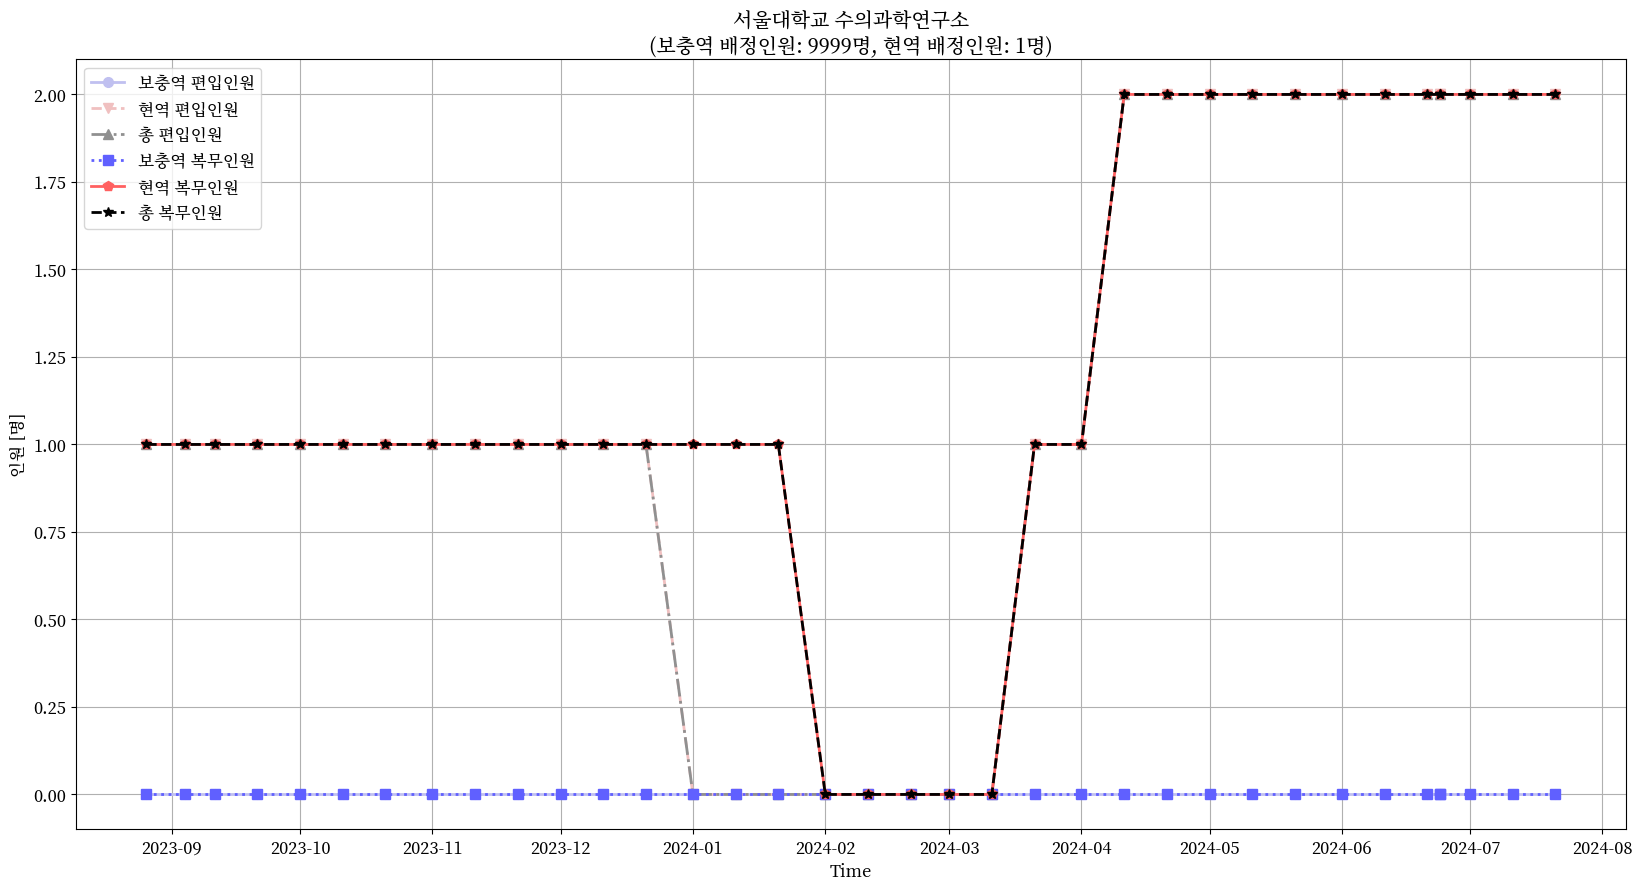 서울대학교 수의과학연구소
(보충역 배정인원: 9999명, 현역 배정인원: 1명)
보충역 편입인원
현역 편입인원
총 편입인원
보충역 복무인원
현역 복무인원
총 복무인원
인원 [명]
2.00
1.75
1.50
1.25
1.00
0.75
0.50
0.25
0.00
2023-09 2023-10 2023-11 2023-12 2024-01 2024-02 2024-03 2024-04 2024-05 2024-06 2024-07 2024-08
Time